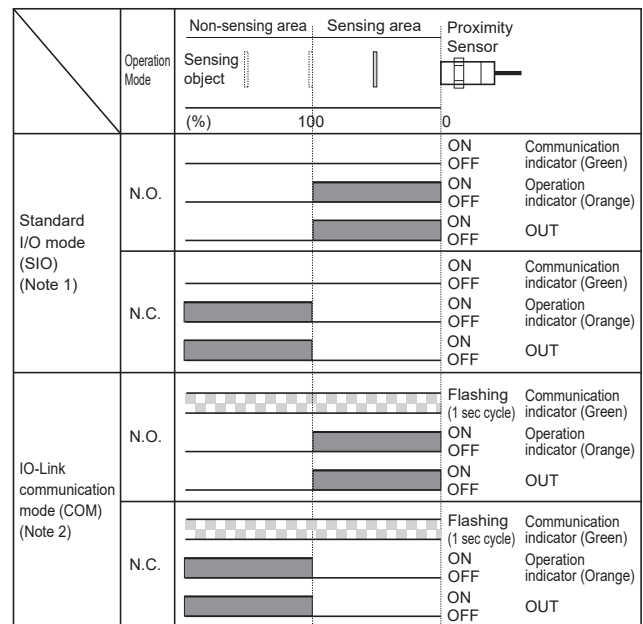 Non-sensing area
Sensing area
Proximity
Sensor
Operation
Mode
Sensing
object
(%)
100
0
Standard
I/O mode
(SIO)
(Note 1)
N.O.
ON
OFF
Communication
indicator (Green)
ON
OFF
Operation
indicator (Orange)
ON
OFF
OUT
N.C.
ON
OFF
Communication
indicator (Green)
ON
OFF
Operation
indicator (Orange)
ON
OFF
OUT
IO-Link
communication
mode (COM)
(Note 2)
N.O.
Flashing
(1 sec cycle)
Communication
indicator (Green)
ON
OFF
Operation
indicator (Orange)
ON
OFF
OUT
N.C.
Flashing
(1 sec cycle)
Communication
indicator (Green)
ON
OFF
Operation
indicator (Orange)
ON
OFF
OUT